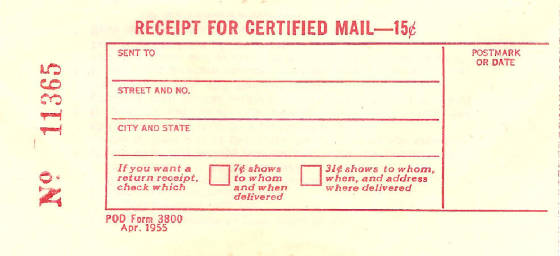 RECEIPT FOR CERTIFIED MAIL—15¢
No 11365
SENT TO
POSTMARK
OR DATE
STREET AND NO.
CITY AND STATE
If you want a
return receipt,
check which
7¢ shows
to whom
and when
delivered
31¢ shows to whom,
when, and address
where delivered
POD Form 3800
Apr. 1955